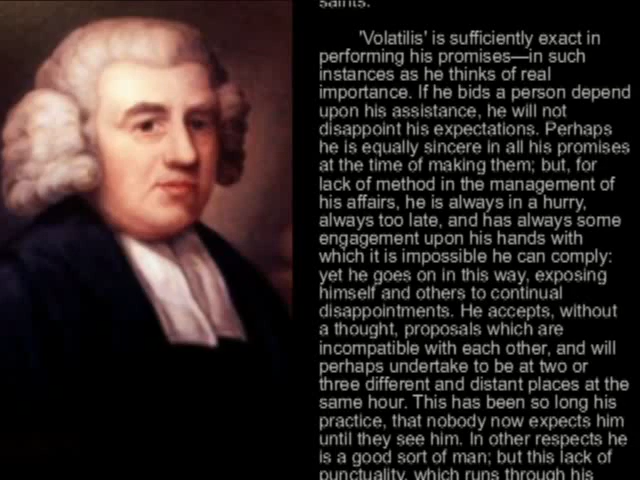 saints.
'Volatilis' is sufficiently exact in
performing his promises—in such
instances as he thinks of real
importance. If he bids a person depend
upon his assistance, he will not
disappoint his expectations. Perhaps
he is equally sincere in all his promises
at the time of making them; but, for
lack of method in the management of
his affairs, he is always in a hurry,
always too late, and has always some
engagement upon his hands with
which it is impossible he can comply:
yet he goes on in this way, exposing
himself and others to continual
disappointments. He accepts, without
a thought, proposals which are
incompatible with each other, and will
perhaps undertake to be at two or
three different and distant places at the
same hour. This has been so long his
practice, that nobody now expects him
until they see him. In other respects he
is a good sort of man; but this lack of
punctuality, which runs through his